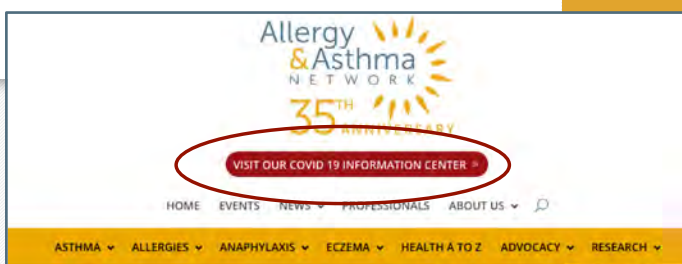 Allergy
& Asthma
NETWORK
35TH
ANNIVERSARY
VISIT OUR COVID 19 INFORMATION CENTER »
HOME EVENTS NEWS PROFESSIONALS ABOUT US
ASTHMA ALLERGIES ANAPHYLAXIS ECZEMA HEALTH A TO Z ADVOCACY RESEARCH